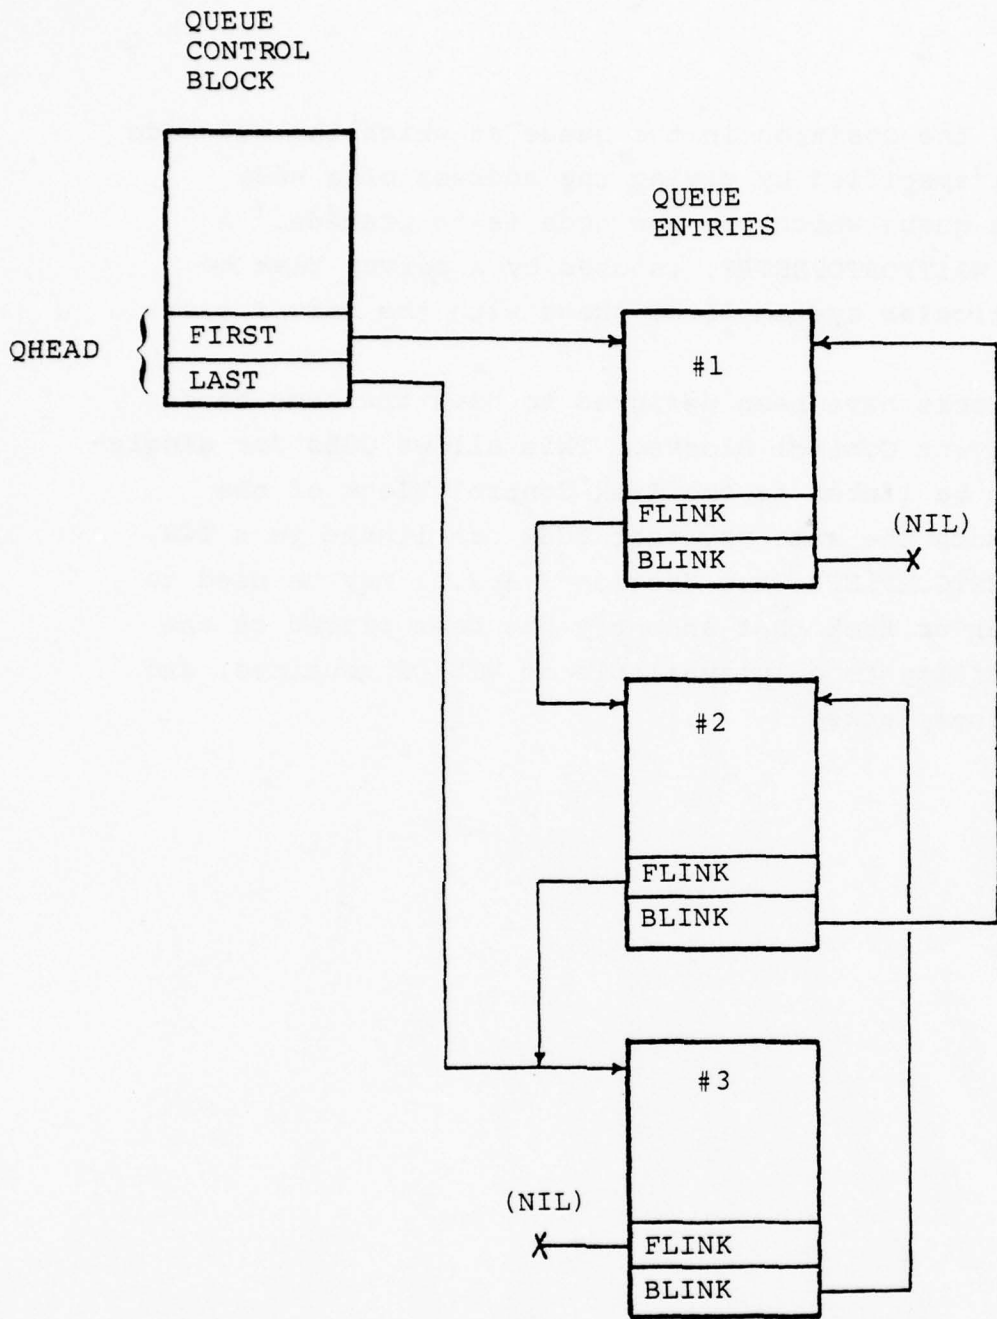 QUEUE
CONTROL
BLOCK
QUEUE
ENTRIES
QHEAD
FIRST
LAST
#1
FLINK
BLINK
(NIL)
#2
FLINK
BLINK
#3
(NIL)
FLINK
BLINK